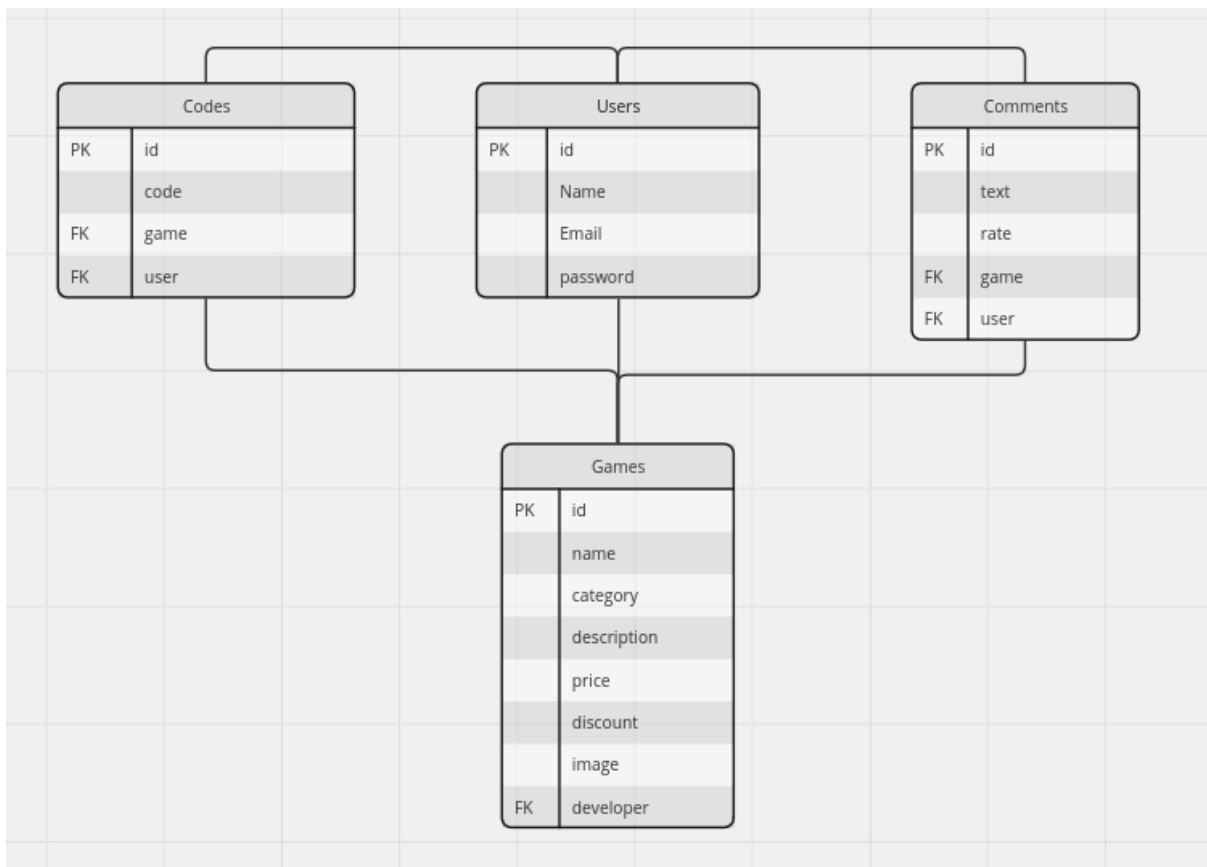 Codes
PK id
code
FK game
FK user
Users
PK id
Name
Email
password
Comments
PK id
text
rate
FK game
FK user
Games
PK id
name
category
description
price
discount
image
FK developer